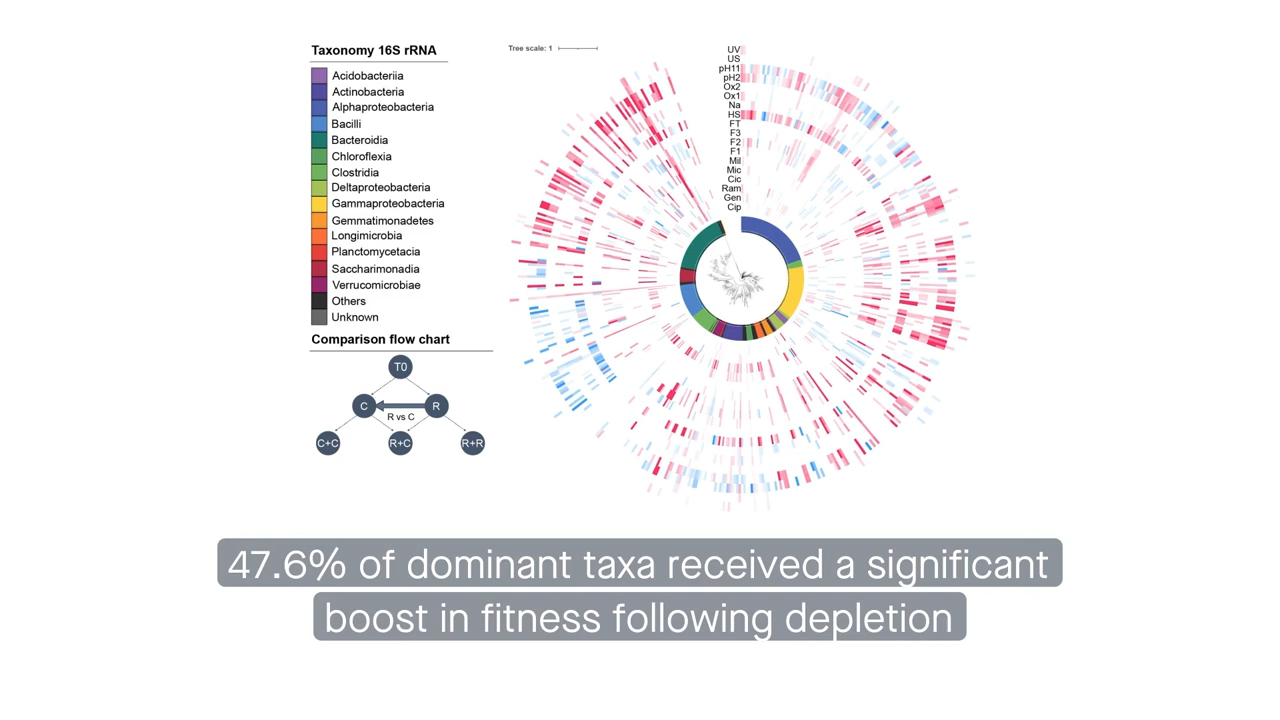 Taxonomy 16S rRNA
Acidobacteriia
Actinobacteria
Alphaproteobacteria
Bacilli
Bacteroidia
Chloroflexia
Clostridia
Deltaproteobacteria
Gammaproteobacteria
Gemmatimonadetes
Longimicrobia
Planctomycetacia
Saccharimonadia
Verrucomicrobiae
Others
Unknown
Comparison flow chart
T0
C
R
R vs C
C+C
R+C
R+R
Tree scale: 1
UV
US
pH11
pH2
Ox2
Ox1
Na
HS
FT
F3
F2
F1
Mil
Mic
Cic
Ram
Gen
Cip
47.6% of dominant taxa received a significant
boost in fitness following depletion